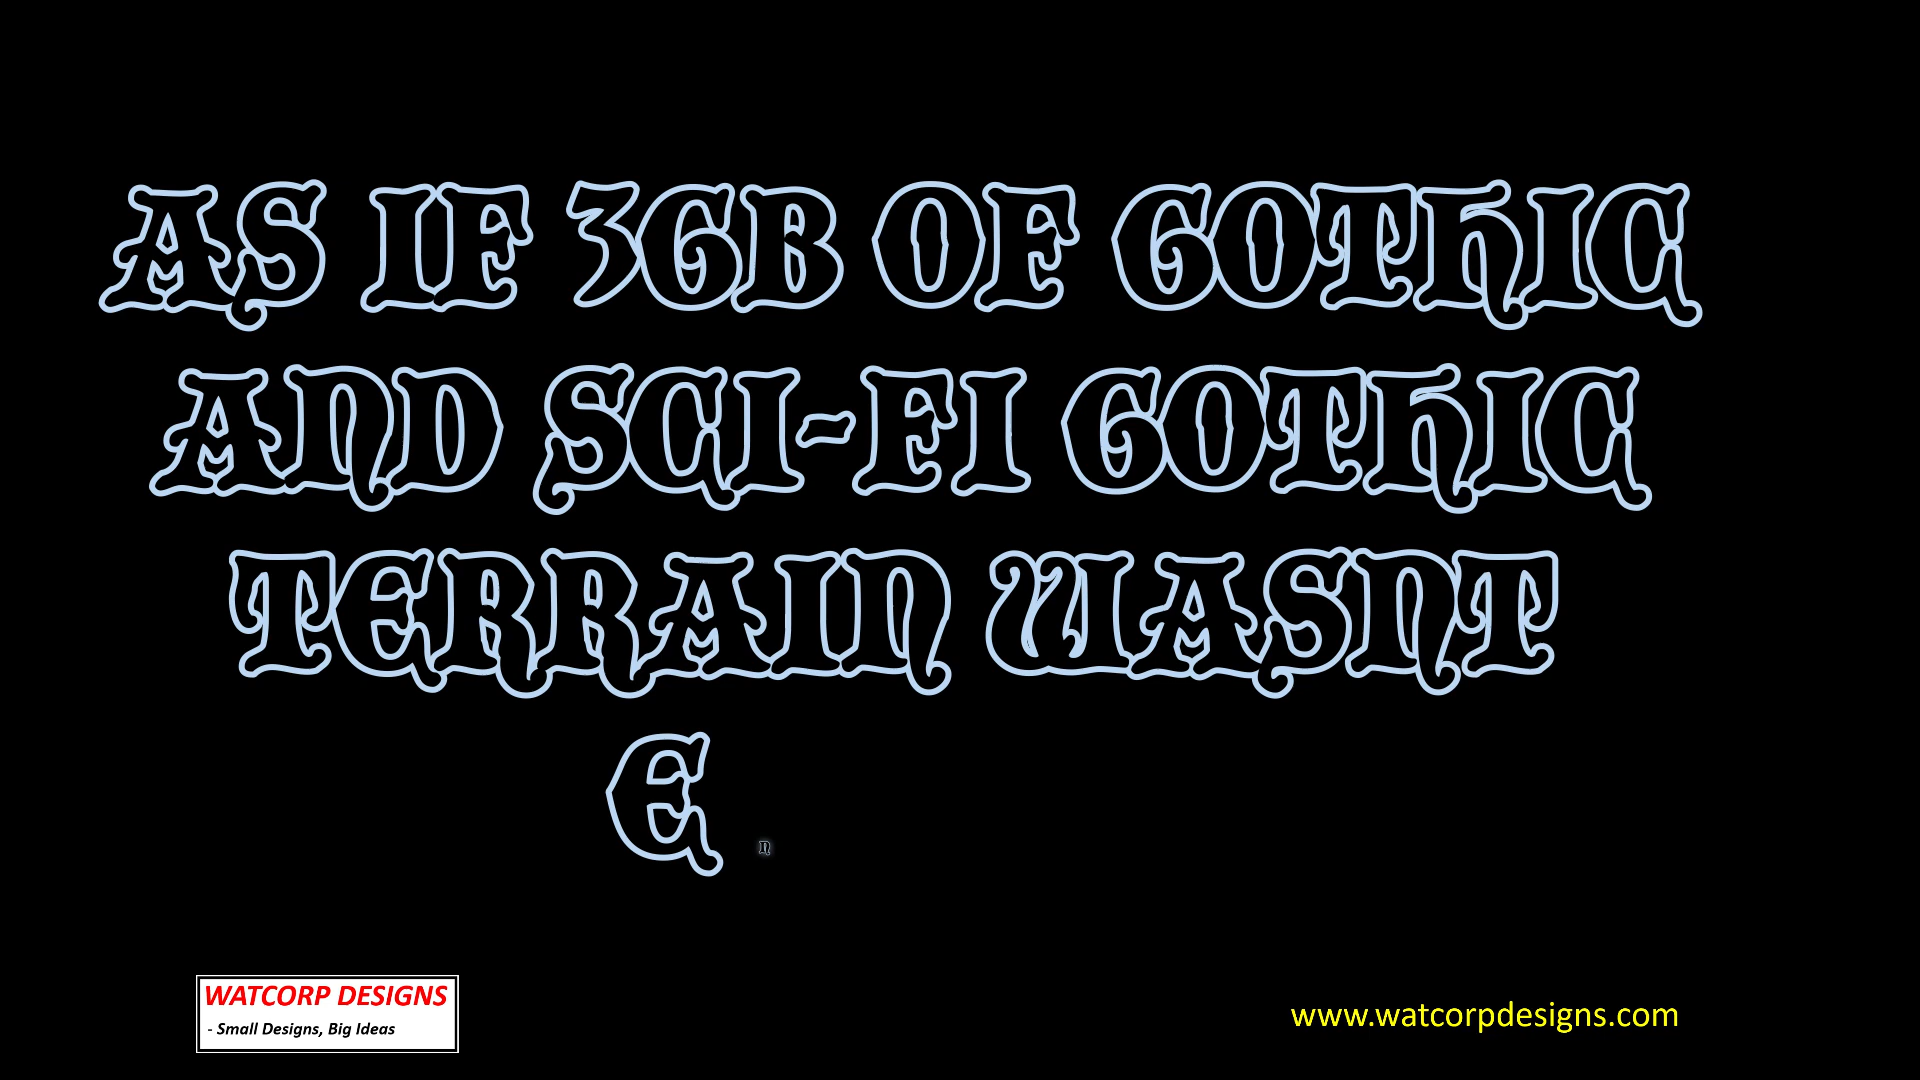 AS IF 3GB OF GOTHIC
AND SCI-FI GOTHIC
TERRAIN WASNT
E N
WATCORP DESIGNS
- Small Designs, Big Ideas
www.watcorpdesigns.com